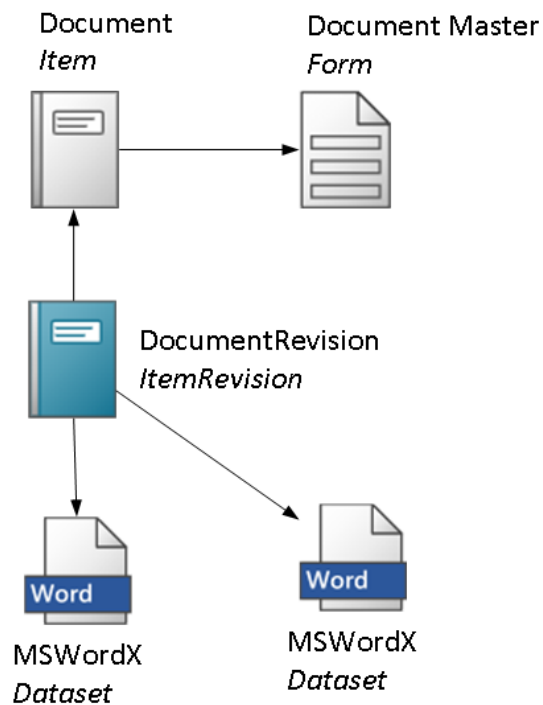 Document
Item
Document Master
Form
DocumentRevision
ItemRevision
Word
MSWordX
Dataset
Word
MSWordX
Dataset